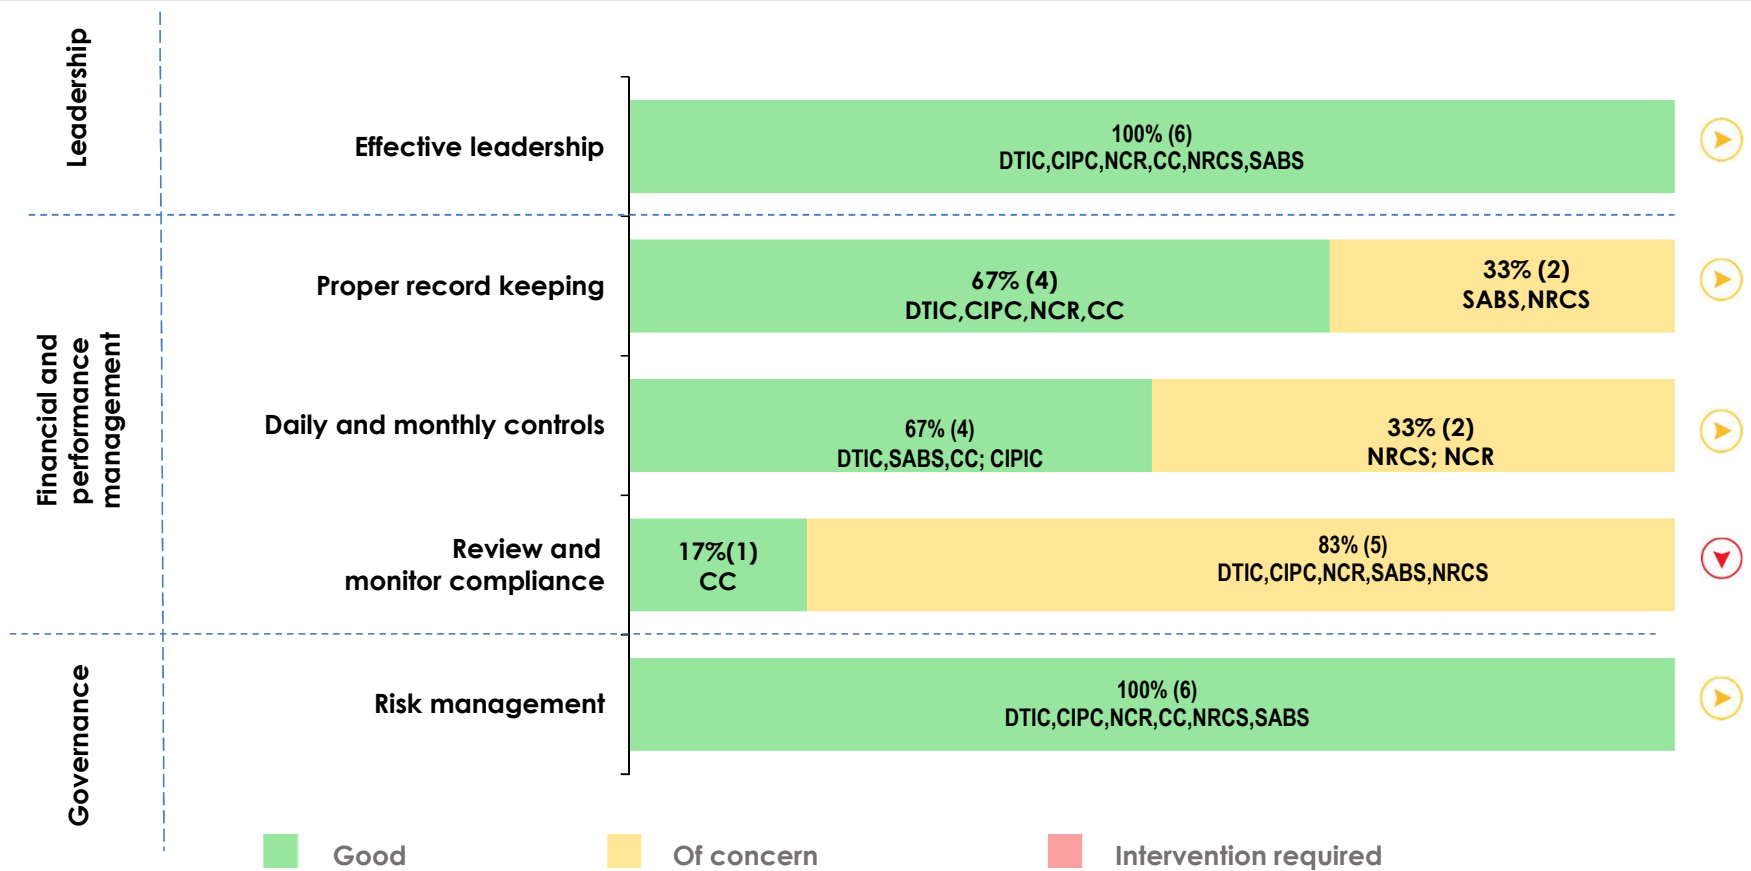 Leadership
Effective leadership
100% (6)
DTIC,CIPC,NCR,CC,NRCS,SABS
Financial and
performance
management
Proper record keeping
67% (4)
DTIC,CIPC,NCR,CC
33% (2)
SABS,NRCS
Daily and monthly controls
67% (4)
DTIC,SABS,CC; CIPIC
33% (2)
NRCS; NCR
Review and
monitor compliance
17%(1)
CC
83% (5)
DTIC,CIPC,NCR,SABS,NRCS
Governance
Risk management
100% (6)
DTIC,CIPC,NCR,CC,NRCS,SABS
Good
Of concern
Intervention required